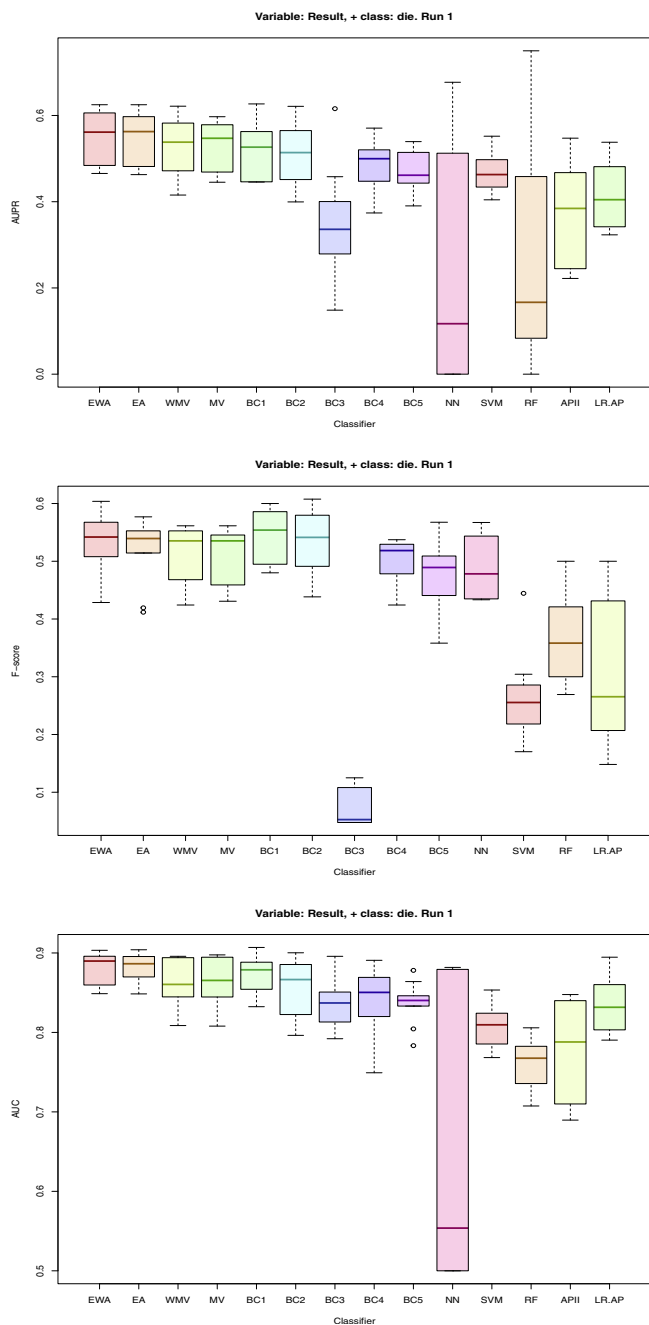 Variable: Result, + class: die. Run 1
AUPR
0.6
0.4
0.2
0.0
EWA EA WMV MV BC1 BC2 BC3 BC4 BC5 NN SVM RF APII LR.AP
Classifier
Variable: Result, + class: die. Run 1
F-score
0.6
0.5
0.4
0.3
0.2
0.1
EWA EA WMV MV BC1 BC2 BC3 BC4 BC5 NN SVM RF LR.AP
Classifier
Variable: Result, + class: die. Run 1
AUC
0.9
0.8
0.7
0.6
0.5
EWA EA WMV MV BC1 BC2 BC3 BC4 BC5 NN SVM RF APII LR.AP
Classifier